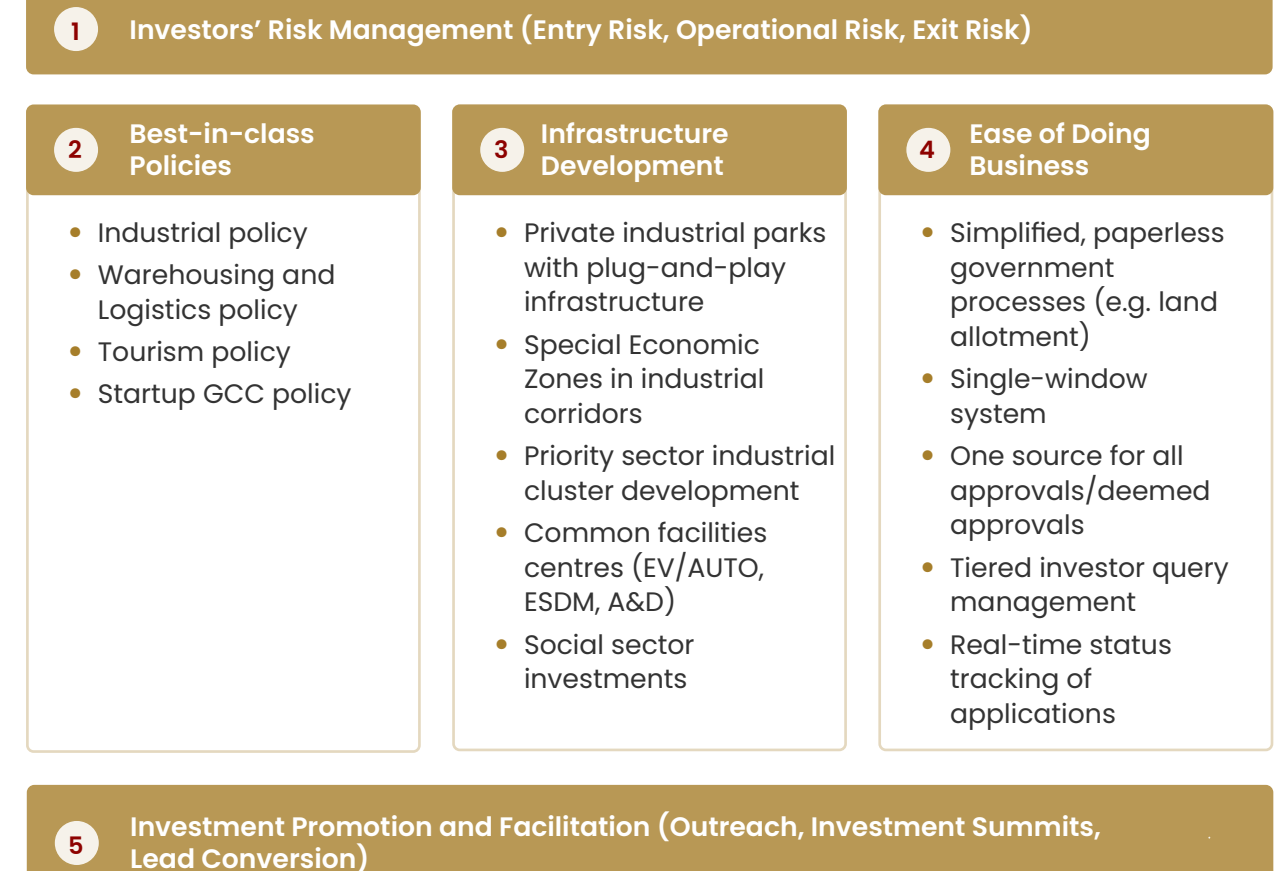 1
Investors’ Risk Management (Entry Risk, Operational Risk, Exit Risk)
2
Best-in-class
Policies
• Industrial policy
• Warehousing and
Logistics policy
• Tourism policy
• Startup GCC policy
3
Infrastructure
Development
• Private industrial parks
with plug-and-play
infrastructure
• Special Economic
Zones in industrial
corridors
• Priority sector industrial
cluster development
• Common facilities
centres (EV/AUTO,
ESDM, A&D)
• Social sector
investments
4
Ease of Doing
Business
• Simplified, paperless
government
processes (e.g. land
allotment)
• Single-window
system
• One source for all
approvals/deemed
approvals
• Tiered investor query
management
• Real-time status
tracking of
applications
5
Investment Promotion and Facilitation (Outreach, Investment Summits,
Lead Conversion)